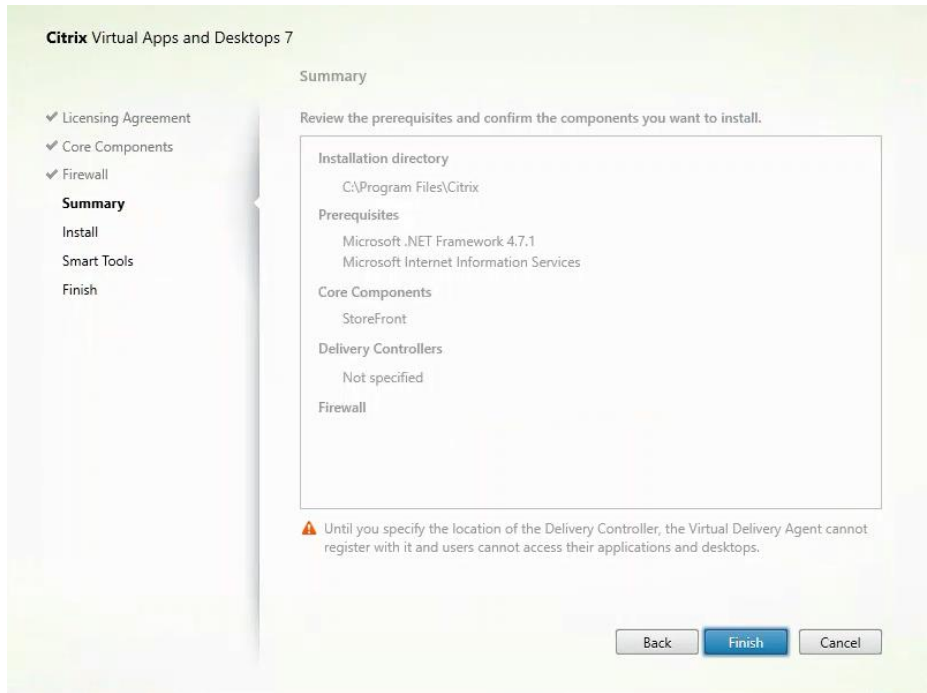 Citrix Virtual Apps and Desktops 7
Summary
Licensing Agreement
Core Components
Firewall
Summary
Install
Smart Tools
Finish
Review the prerequisites and confirm the components you want to install.
Installation directory
C:\Program Files\Citrix
Prerequisites
Microsoft .NET Framework 4.7.1
Microsoft Internet Information Services
Core Components
StoreFront
Delivery Controllers
Not specified
Firewall
Until you specify the location of the Delivery Controller, the Virtual Delivery Agent cannot
register with it and users cannot access their applications and desktops.
Back
Finish
Cancel